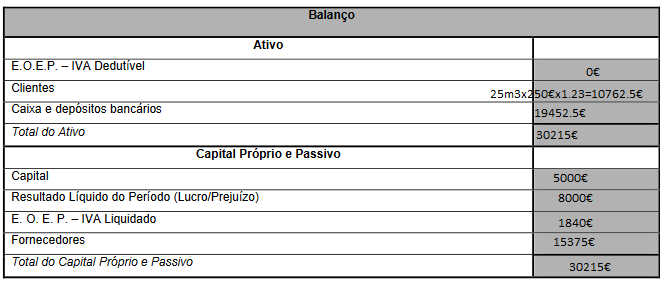 Balanço
Ativo
E.O.E.P. – IVA Dedutível 0€
Clientes 25m3x250€x1.23=10762.5€
Caixa e depósitos bancários 19452.5€
Total do Ativo 30215€
Capital Próprio e Passivo
Capital 5000€
Resultado Líquido do Período (Lucro/Prejuízo) 8000€
E. O. E. P. – IVA Liquidado 1840€
Fornecedores 15375€
Total do Capital Próprio e Passivo 30215€